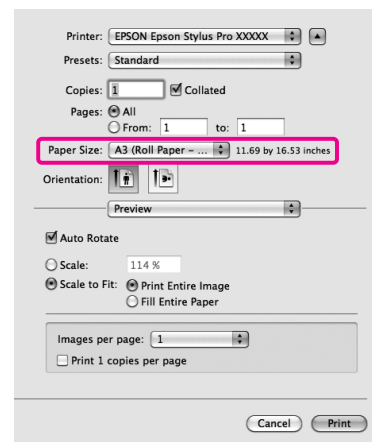 Printer: EPSON Epson Stylus Pro XXXXX
Presets: Standard
Copies: 1 Collated
Pages: All
From: 1 to: 1
Paper Size: A3 (Roll Paper – ... 11.69 by 16.53 inches
Orientation:
Preview
Auto Rotate
Scale: 114 %
Scale to Fit: Print Entire Image
Fill Entire Paper
Images per page: 1
Print 1 copies per page
Cancel Print